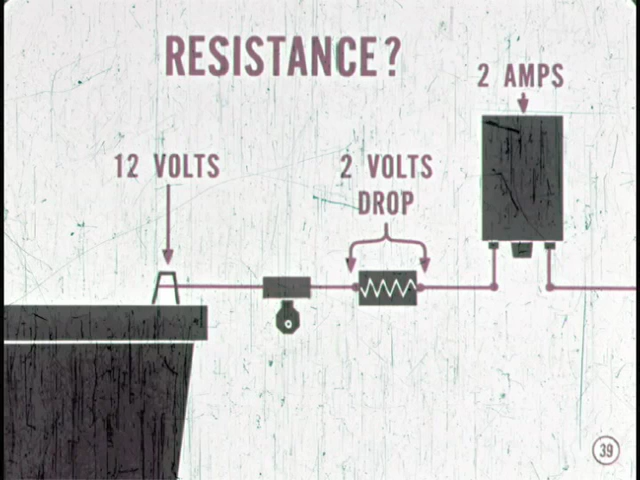 RESISTANCE?
2 AMPS
12 VOLTS
2 VOLTS
DROP
39